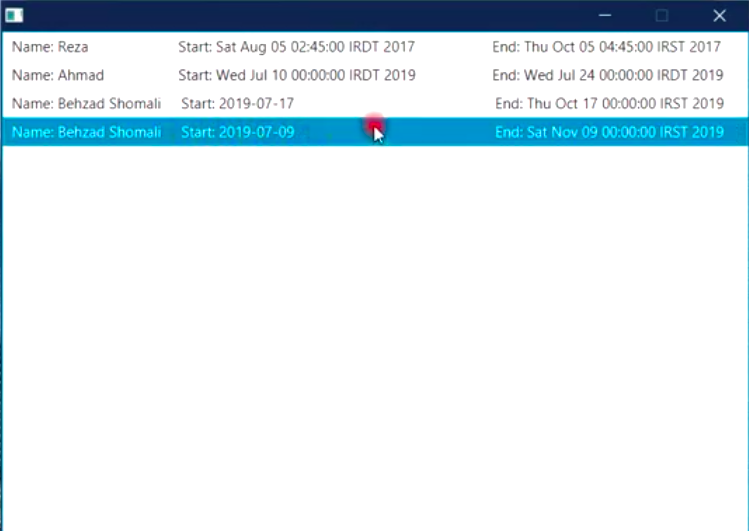 Name: Reza Start: Sat Aug 05 02:45:00 IRDT 2017 End: Thu Oct 05 04:45:00 IRST 2017
Name: Ahmad Start: Wed Jul 10 00:00:00 IRDT 2019 End: Wed Jul 24 00:00:00 IRDT 2019
Name: Behzad Shomali Start: 2019-07-17 End: Thu Oct 17 00:00:00 IRST 2019
Name: Behzad Shomali Start: 2019-07-09 End: Sat Nov 09 00:00:00 IRST 2019